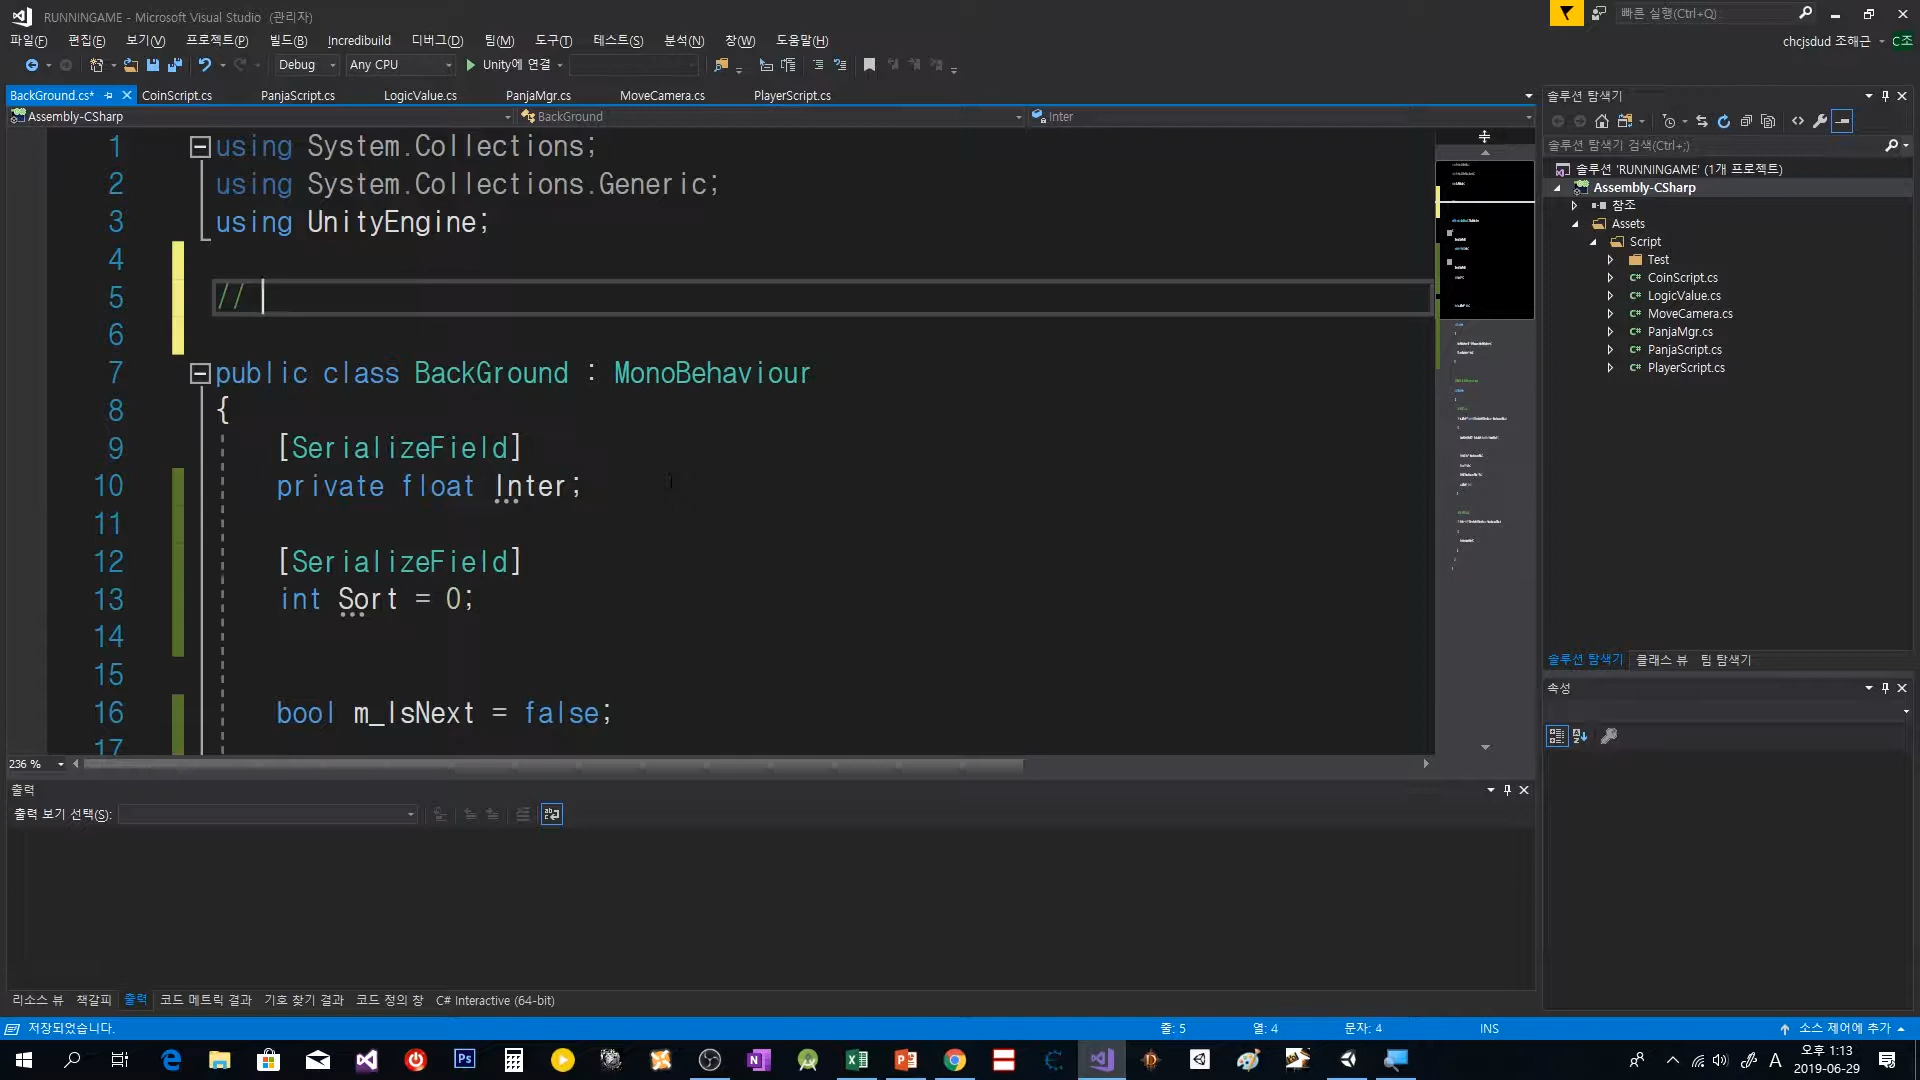 RUNNINGAME - Microsoft Visual Studio (관리자)
빠른 실행(Ctrl+Q)
파일(F) 편집(E) 보기(V) 프로젝트(P) 빌드(B) Incredibuild 디버그(D) 팀(M) 도구(T) 테스트(S) 분석(N) 창(W) 도움말(H)
chcjsdud 조해근 C조
Debug Any CPU Unity에 연결
BackGround.cs* CoinScript.cs PanjaScript.cs LogicValue.cs PanjaMgr.cs MoveCamera.cs PlayerScript.cs
Assembly-CSharp BackGround Inter
1 using System.Collections;
2 using System.Collections.Generic;
3 using UnityEngine;
4
5 //
6
7 public class BackGround : MonoBehaviour
8 {
9 [SerializeField]
10 private float Inter;
11
12 [SerializeField]
13 int Sort = 0;
14
15
16 bool m_IsNext = false;
17
236 %
출력
출력 보기 선택(S):
리소스 뷰 책갈피 출력 코드 메트릭 결과 기호 찾기 결과 코드 정의 창 C# Interactive (64-bit)
솔루션 탐색기
솔루션 탐색기 검색(Ctrl+;)
솔루션 'RUNNINGAME' (1개 프로젝트)
Assembly-CSharp
참조
Assets
Script
Test
C# CoinScript.cs
C# LogicValue.cs
C# MoveCamera.cs
C# PanjaMgr.cs
C# PanjaScript.cs
C# PlayerScript.cs
솔루션 탐색기 클래스 뷰 팀 탐색기
속성
저장되었습니다. 줄: 5 열: 4 문자: 4 INS 소스 제어에 추가
A 오후 1:13
2019-06-29